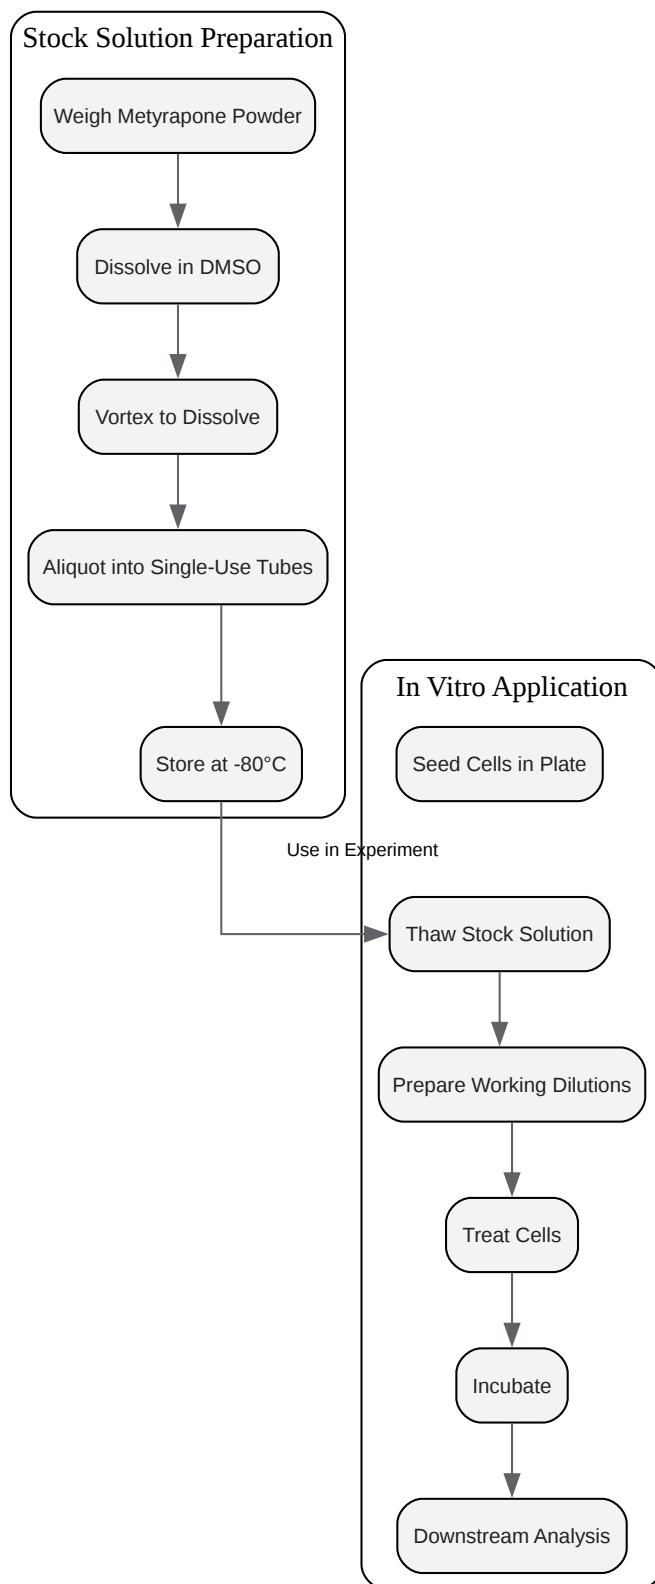 Stock Solution Preparation
Weigh Metyrapone Powder
Dissolve in DMSO
Vortex to Dissolve
Aliquot into Single-Use Tubes
Store at -80°C
In Vitro Application
Seed Cells in Plate
Use in Experiment
Thaw Stock Solution
Prepare Working Dilutions
Treat Cells
Incubate
Downstream Analysis